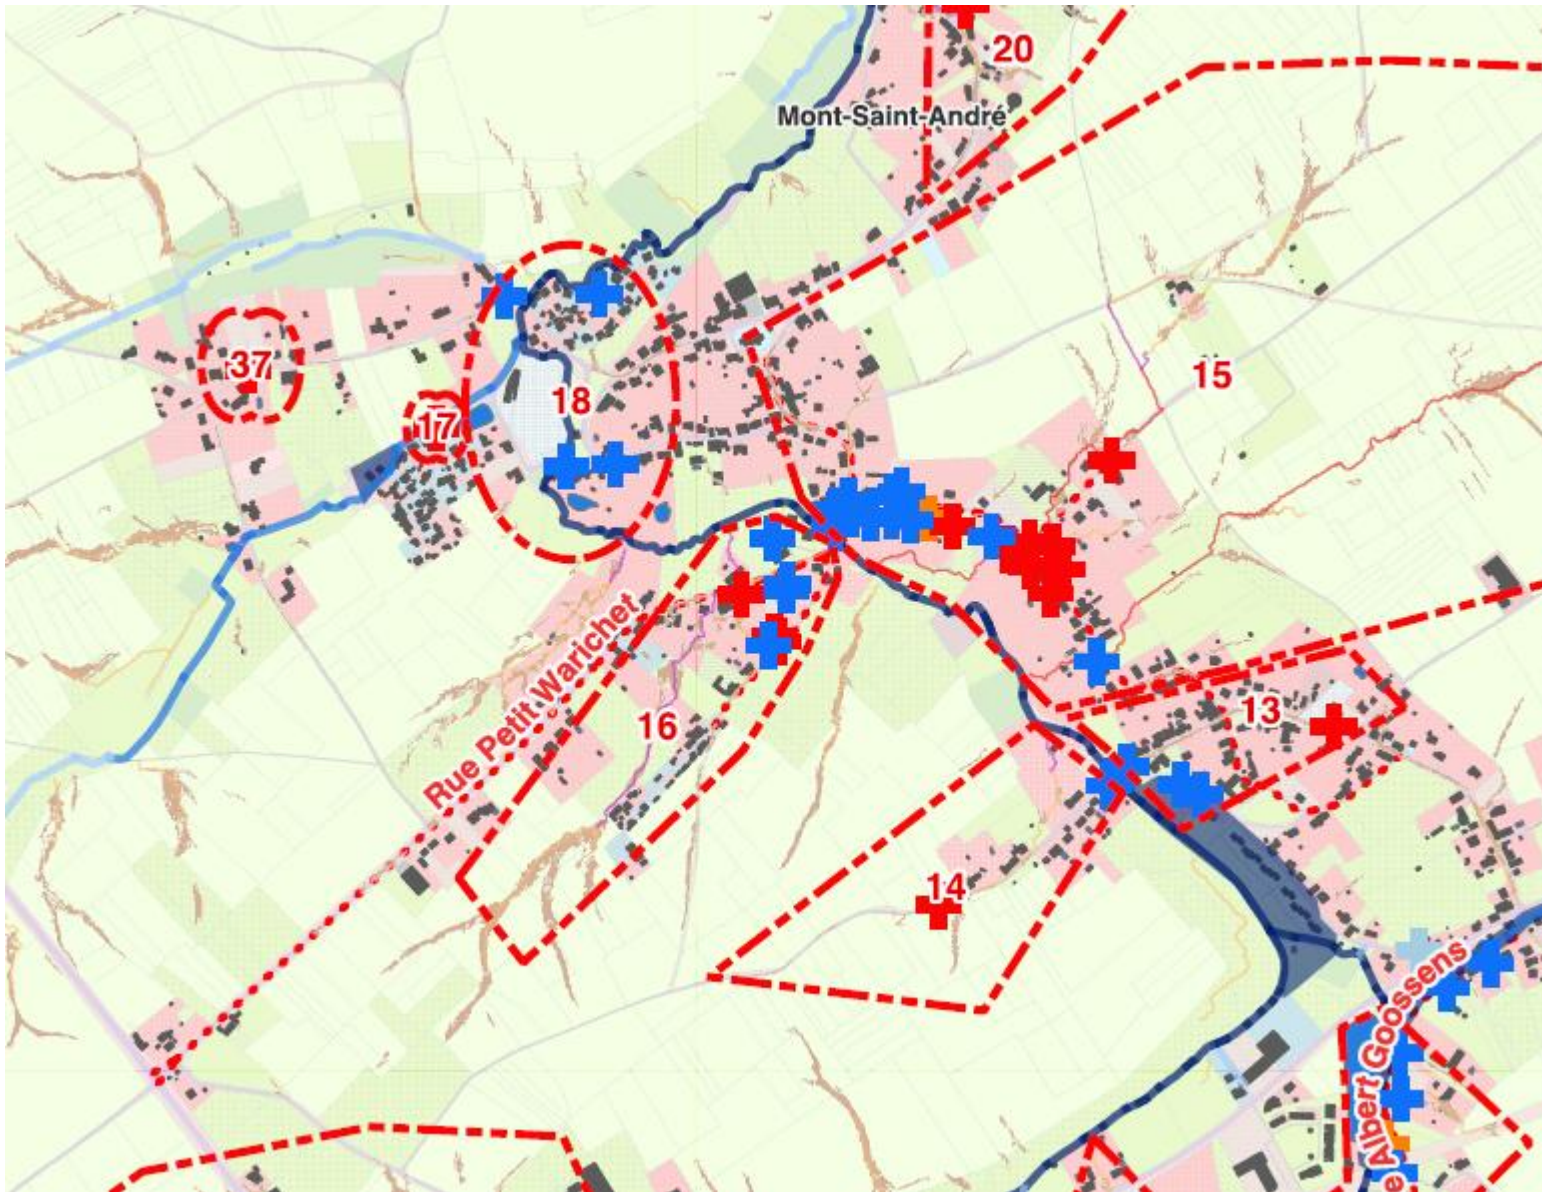 20
Mont-Saint-André
37
15
18
17
13
16
Rue Petit Warichet
14
e Albert Goossens